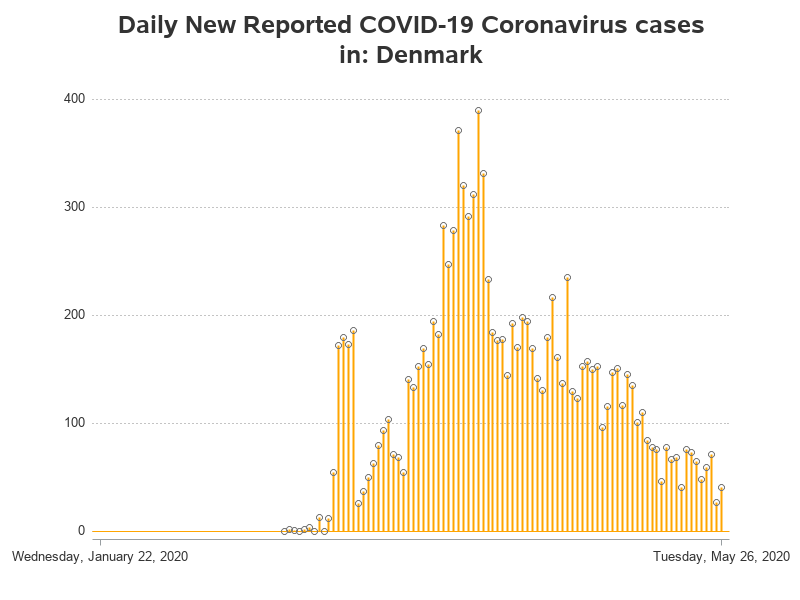 Daily New Reported COVID-19 Coronavirus cases
in: Denmark
400
300
200
100
0
Wednesday, January 22, 2020
Tuesday, May 26, 2020